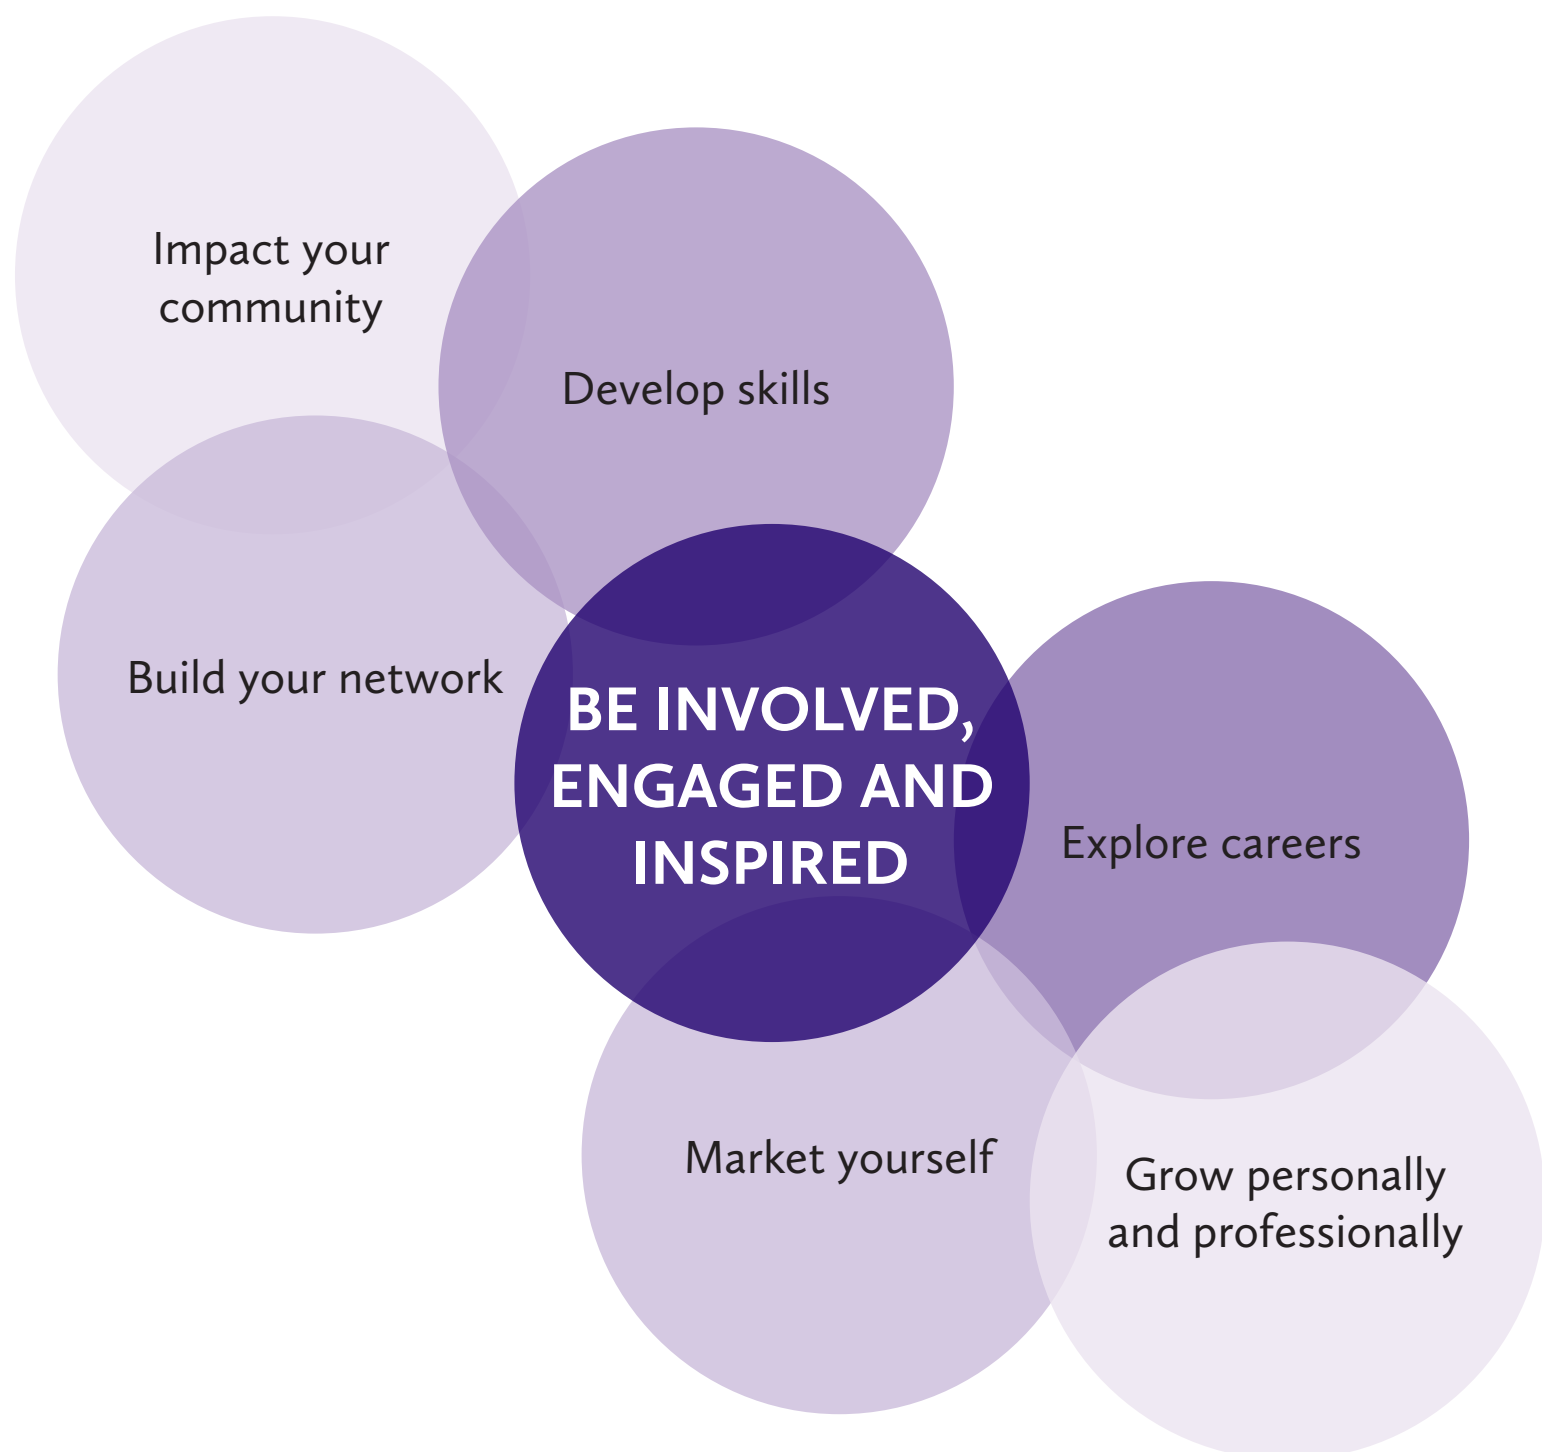 Impact your
community
Develop skills
Build your network
BE INVOLVED,
ENGAGED AND
INSPIRED
Explore careers
Market yourself
Grow personally
and professionally